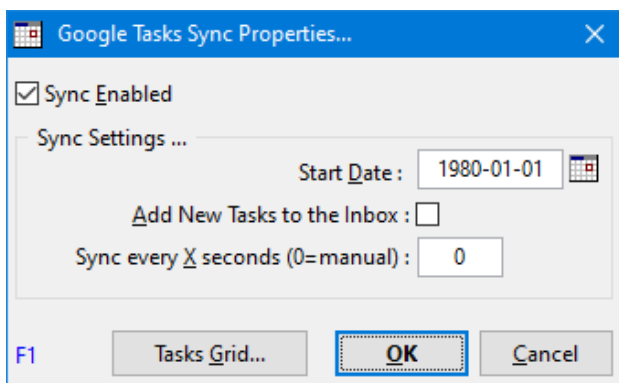 Google Tasks Sync Properties...
Sync Enabled
Sync Settings ...
Start Date : 1980-01-01
Add New Tasks to the Inbox :
Sync every X seconds (0=manual) : 0
F1 Tasks Grid... OK Cancel